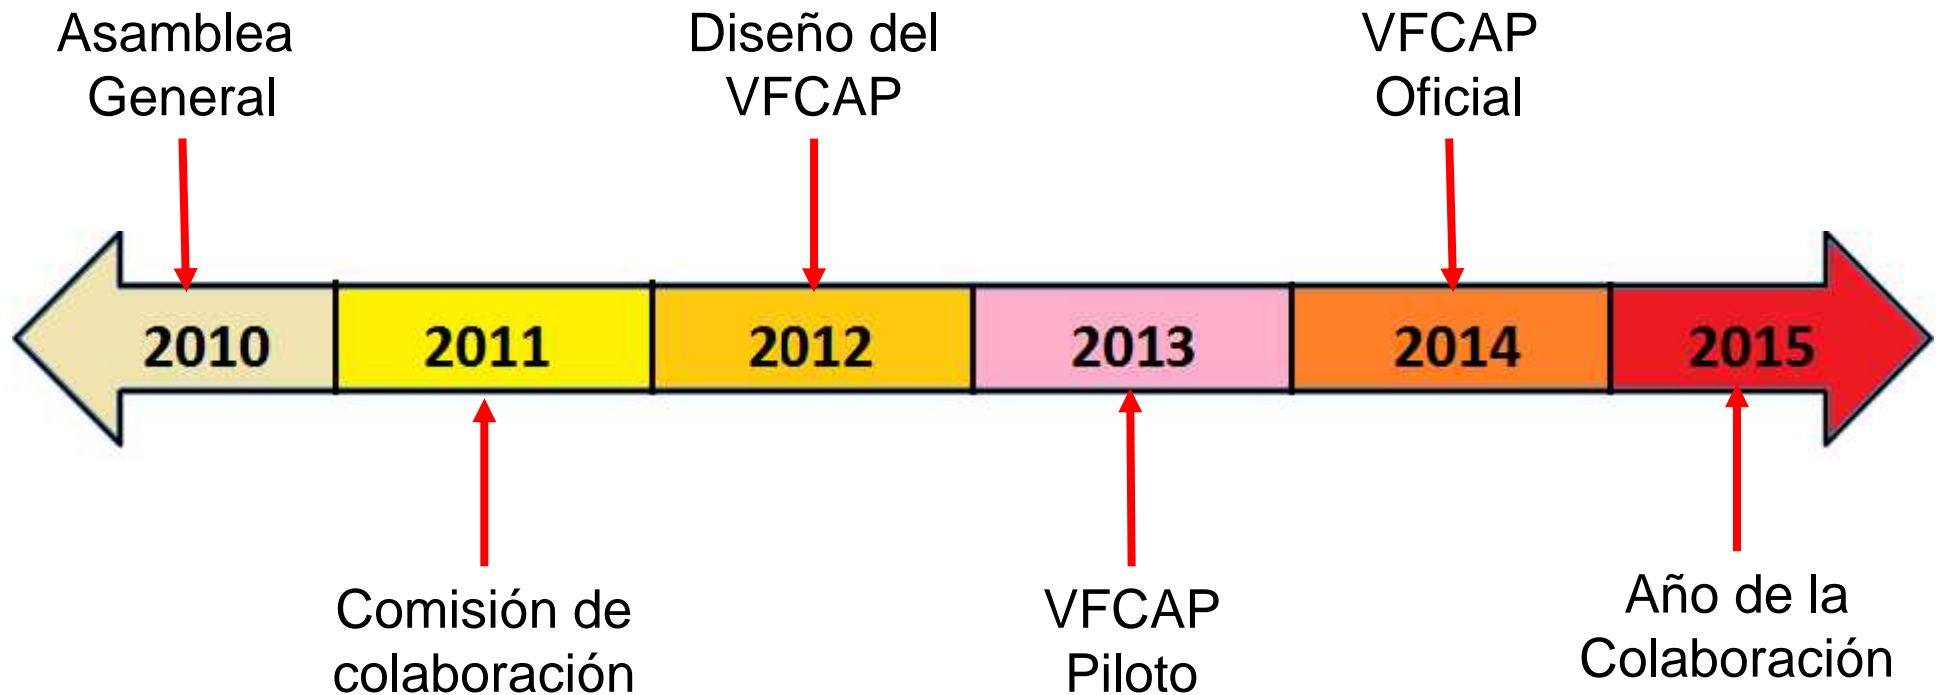 Asamblea
General
Diseño del
VFCAP
VFCAP
Oficial
2010
2011
2012
2013
2014
2015
Comisión de
colaboración
VFCAP
Piloto
Año de la
Colaboración